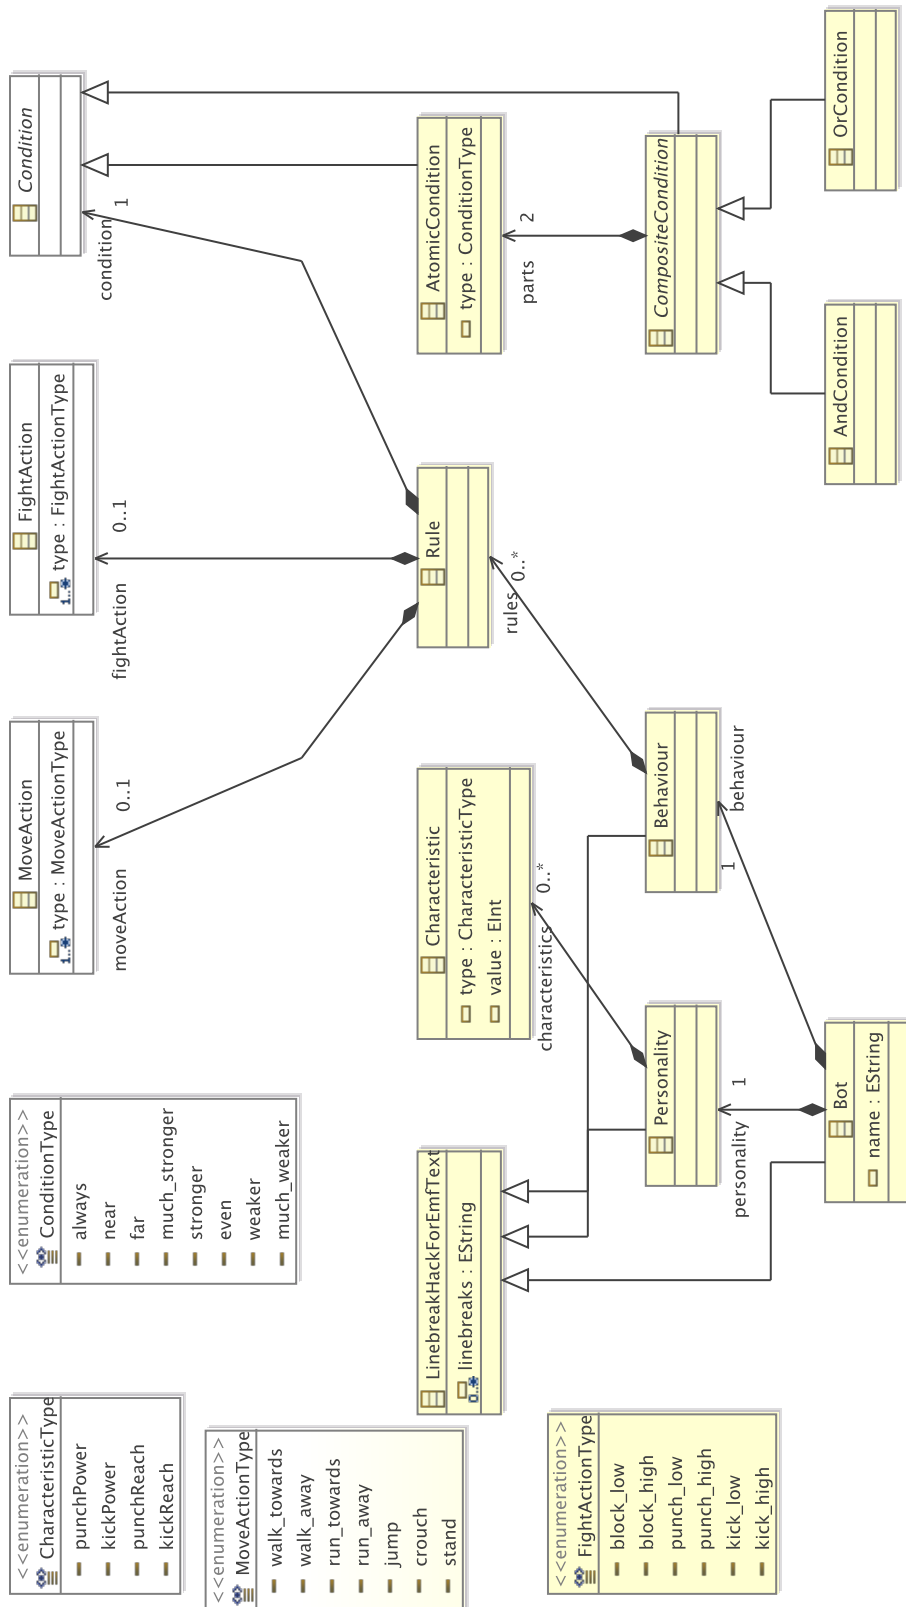 <<enumeration>>
CharacteristicType
punchPower
kickPower
punchReach
kickReach
<<enumeration>>
ConditionType
always
near
far
much_stronger
stronger
even
weaker
much_weaker
MoveAction
type : MoveActionType
1..*
FightAction
type : FightActionType
1..*
Condition
moveAction
0..1
fightAction
0..1
condition
1
<<enumeration>>
MoveActionType
walk_towards
walk_away
run_towards
run_away
jump
crouch
stand
LinebreakHackForEmfText
linebreaks : EString
0..*
Characteristic
type : CharacteristicType
value : EInt
Rule
AtomicCondition
type : ConditionType
characteristics
0..*
rules
0..*
parts
2
<<enumeration>>
FightActionType
block_low
block_high
punch_low
punch_high
kick_low
kick_high
Personality
Behaviour
CompositeCondition
personality
1
1
behaviour
Bot
name : EString
AndCondition
OrCondition